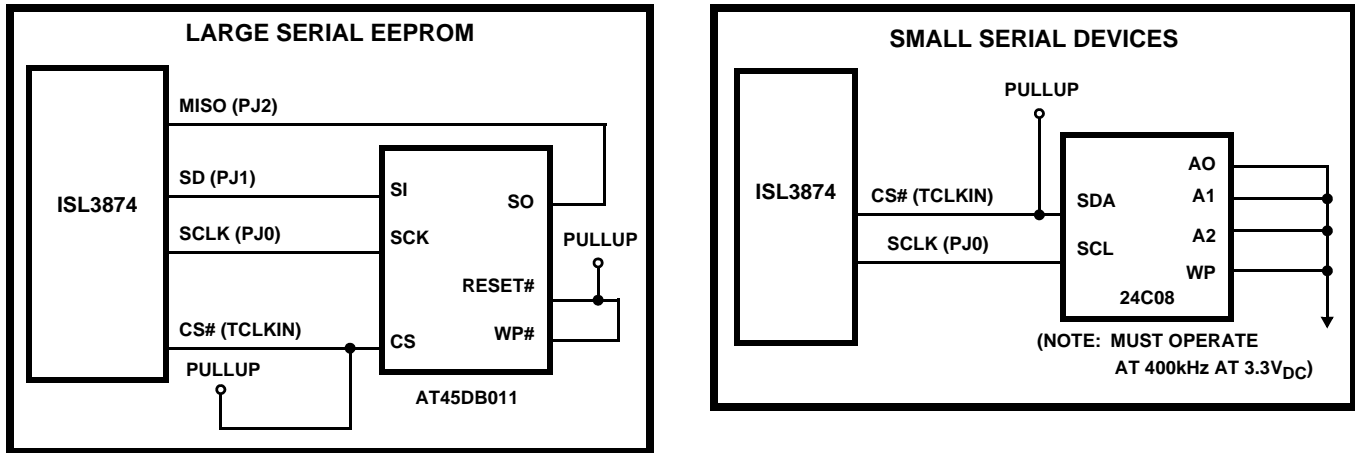 LARGE SERIAL EEPROM
ISL3874
MISO (PJ2)
SD (PJ1)
SCLK (PJ0)
CS# (TCLKIN)
PULLUP
SI
SCK
CS
SO
RESET#
WP#
PULLUP
AT45DB011
SMALL SERIAL DEVICES
ISL3874
PULLUP
CS# (TCLKIN)
SCLK (PJ0)
SDA
SCL
AO
A1
A2
WP
24C08
(NOTE: MUST OPERATE
AT 400kHz AT 3.3VDC)